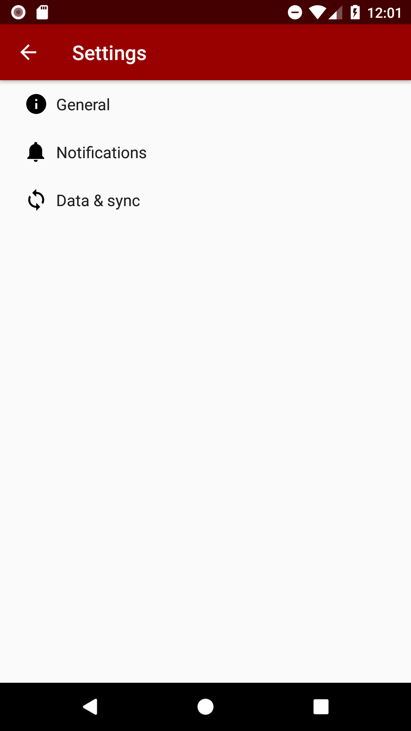 12:01
Settings
General
Notifications
Data & sync